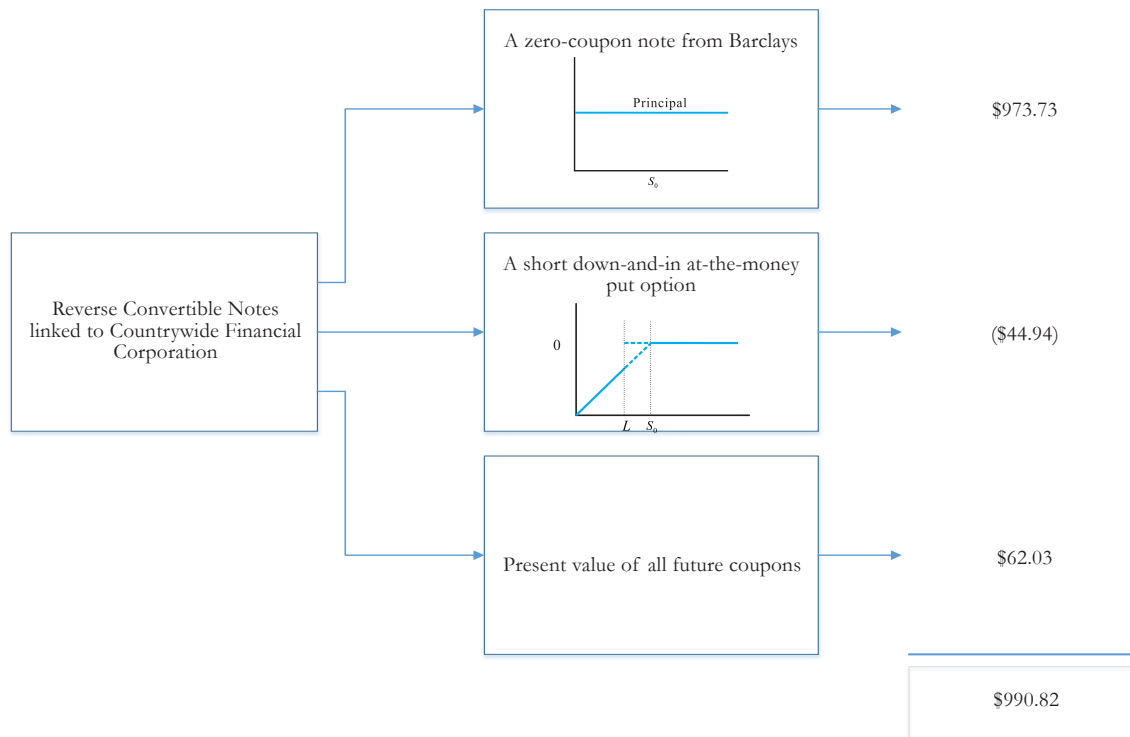 A zero-coupon note from Barclays
Principal
S₀
$973.73
Reverse Convertible Notes
linked to Countrywide Financial
Corporation
A short down-and-in at-the-money
put option
0
L S₀
($44.94)
Present value of all future coupons
$62.03
$990.82